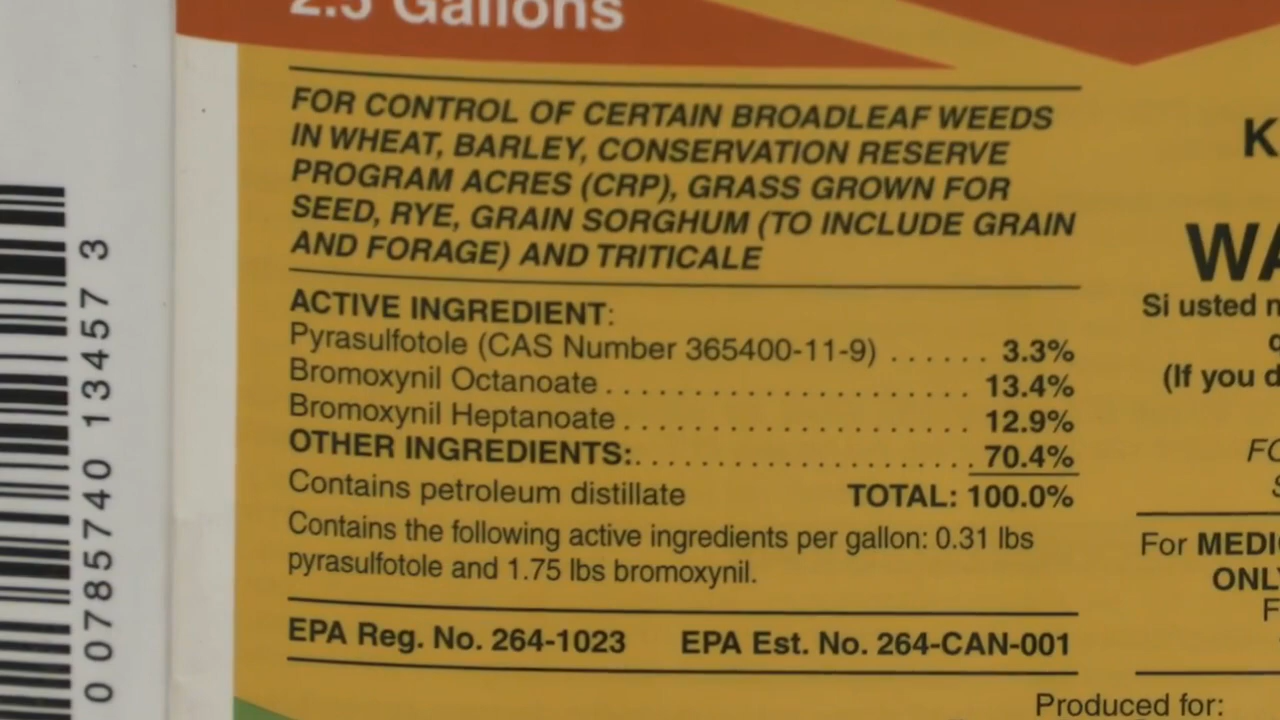 2.5 Gallons
FOR CONTROL OF CERTAIN BROADLEAF WEEDS
IN WHEAT, BARLEY, CONSERVATION RESERVE
PROGRAM ACRES (CRP), GRASS GROWN FOR
SEED, RYE, GRAIN SORGHUM (TO INCLUDE GRAIN
AND FORAGE) AND TRITICALE
ACTIVE INGREDIENT:
Pyrasulfotole (CAS Number 365400-11-9) ...... 3.3%
Bromoxynil Octanoate ...................... 13.4%
Bromoxynil Heptanoate ..................... 12.9%
OTHER INGREDIENTS: ..................... 70.4%
Contains petroleum distillate TOTAL: 100.0%
Contains the following active ingredients per gallon: 0.31 lbs
pyrasulfotole and 1.75 lbs bromoxynil.
EPA Reg. No. 264-1023 EPA Est. No. 264-CAN-001
Produced for:
K
WA
Si usted n
(If you d
For MEDI
ONLY
F
0 0785740 13457 3